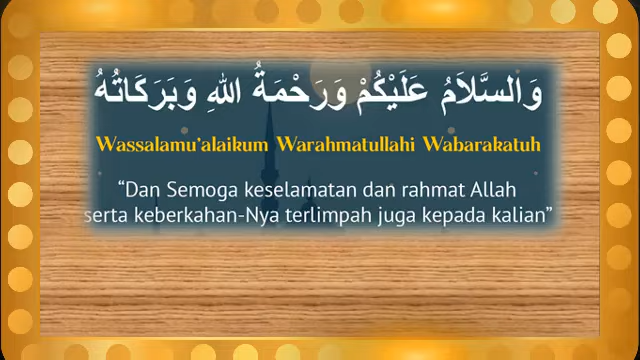 وَالسَّلاَمُ عَلَيْكُمْ وَرَحْمَةُ اللهِ وَبَرَكَاتُهُ
Wassalamu'alaikum Warahmatullahi Wabarakatuh
“Dan Semoga keselamatan dan rahmat Allah
serta keberkahan-Nya terlimpah juga kepada kalian”